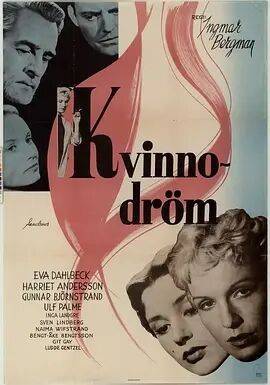 REGI:
Ingmar
Bergman
Kvinno-
dröm
EVA DAHLBECK
HARRIET ANDERSSON
GUNNAR BJÖRNSTRAND
ULF PALME
INGA LANDGRÉ
SVEN LINDBERG
NAIMA WIFSTRAND
BENGT-ÅKE BENGTSSON
GIT GAY
LUDDE GENTZEL